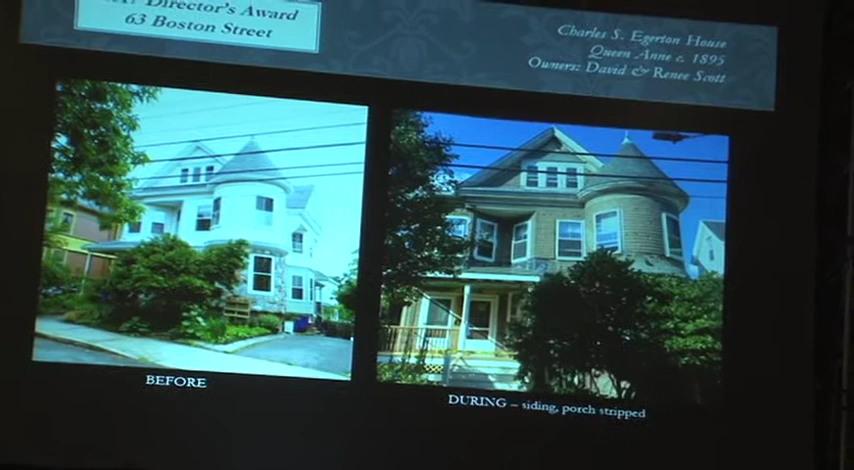 Director's Award
63 Boston Street
Charles S. Egerton House
Queen Anne c. 1895
Owners: David & Renee Scott
BEFORE
DURING – siding, porch stripped